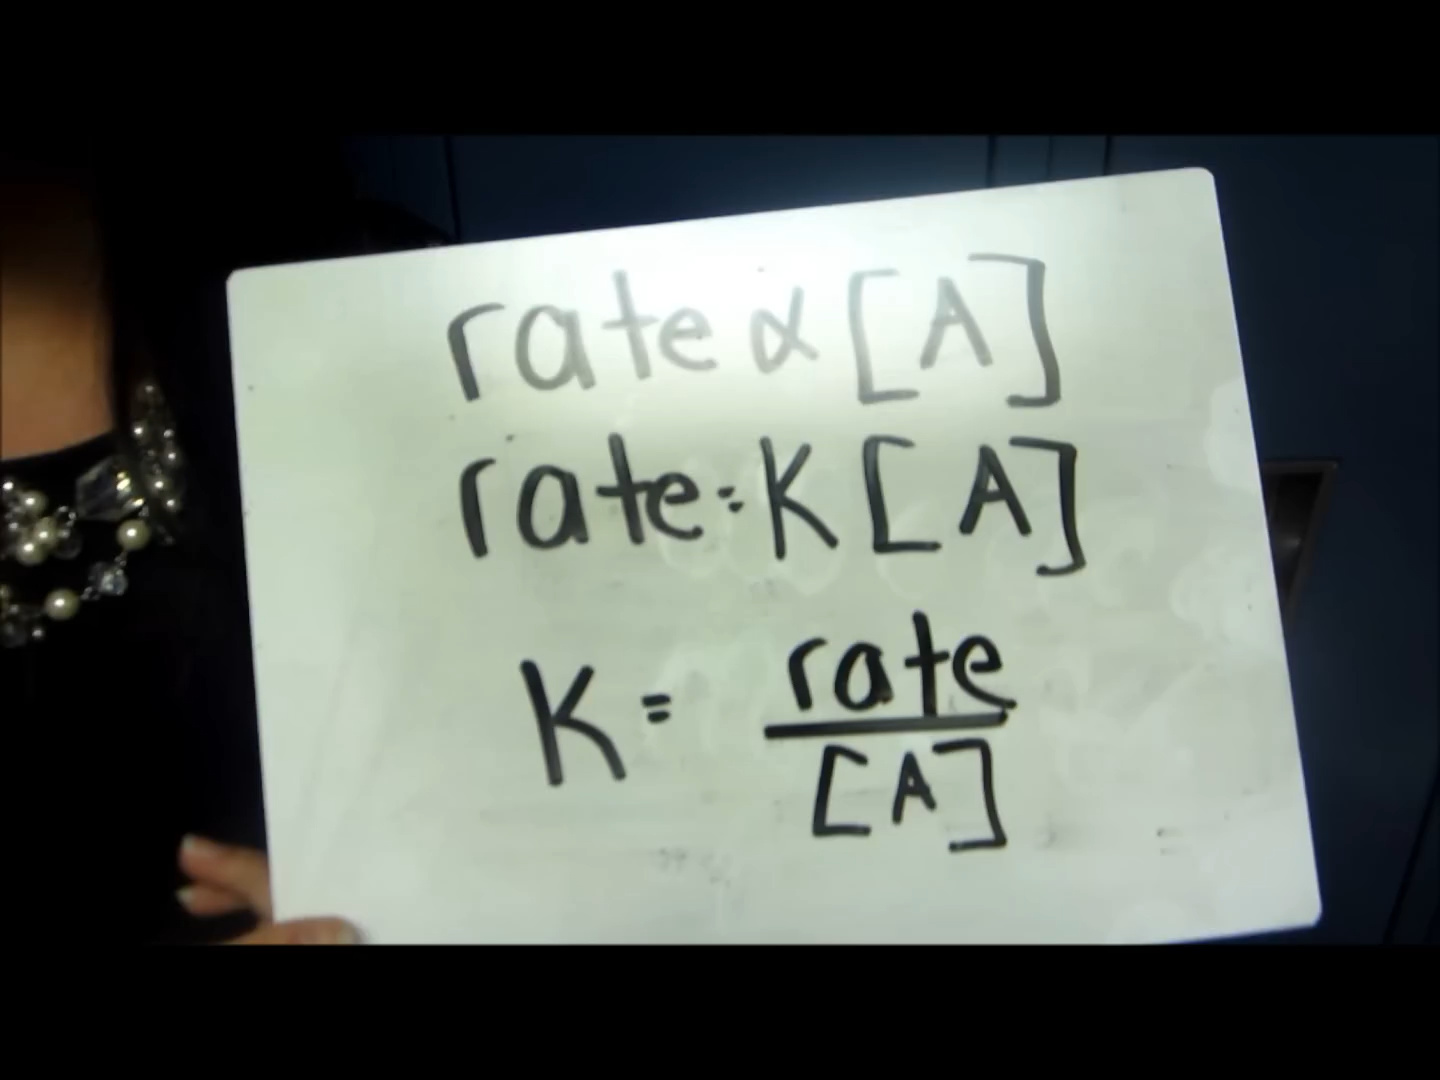 rate ∝ [A]
rate = K [A]
K = rate
[A]